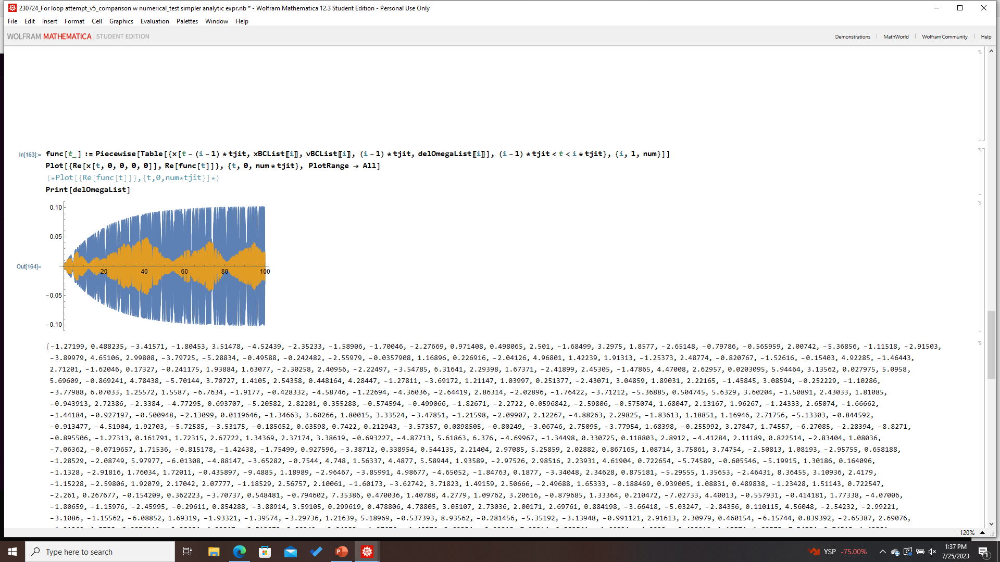 230724_For loop attempt_v5_comparison w numerical_test simpler analytic expr.nb * - Wolfram Mathematica 12.3 Student Edition - Personal Use Only
File Edit Insert Format Cell Graphics Evaluation Palettes Window Help
WOLFRAM MATHEMATICA STUDENT EDITION
Demonstrations MathWorld Wolfram Community Help
In[163]:= func[t_] := Piecewise[Table[{x[t - (i - 1) * tjit, xBCList〚i〛, vBCList〚i〛, (i - 1) * tjit, delOmegaList〚i〛], (i - 1) * tjit < t < i * tjit}, {i, 1, num}]]
Plot[{Re[x[t, 0, 0, 0, 0]], Re[func[t]]}, {t, 0, num * tjit}, PlotRange → All]
(*Plot[{Re[func[t]]},{t,0,num*tjit}]*)
Print[delOmegaList]
0.10
0.05
Out[164]=
20 40 60 80 100
-0.05
-0.10
{-1.27199, 0.488235, -3.41571, -1.80453, 3.51478, -4.52439, -2.35233, -1.58906, -1.70046, -2.27669, 0.971408, 0.498065, 2.501, -1.68499, 3.2975, 1.8577, -2.65148, -0.79786, -0.565959, 2.00742, -5.36856, -1.11518, -2.91503,
-3.89979, 4.65106, 2.99808, -3.79725, -5.28834, -0.49588, -0.242482, -2.55979, -0.0357908, 1.16896, 0.226916, -2.04126, 4.96801, 1.42239, 1.91313, -1.25373, 2.48774, -0.820767, -1.52616, -0.15403, 4.92285, -1.46443,
2.71201, -1.62046, 0.17327, -0.241175, 1.93884, 1.63077, -2.30258, 2.40956, -2.22497, -3.54785, 6.31641, 2.29398, 1.67371, -2.41899, 2.45305, -1.47865, 4.47008, 2.62957, 0.0203095, 5.94464, 3.13562, 0.027975, 5.0958,
5.69609, -0.869241, 4.78438, -5.70144, 3.70727, 1.4105, 2.54358, 0.448164, 4.28447, -1.27811, -3.69172, 1.21147, 1.03997, 0.251377, -2.43071, 3.04859, 1.89031, 2.22165, -1.45845, 3.08594, -0.252229, -1.10286,
-3.77988, 6.07033, 1.25572, 1.5587, -6.7634, -1.9177, -0.428332, -4.58746, -1.22694, -4.36036, -2.64419, 2.86314, -2.02896, -1.76422, -3.71212, -5.36885, 0.504745, 5.6329, 3.60204, -1.50891, 2.43033, 1.81085,
-0.943913, 2.72386, -2.3384, -4.77295, 0.693707, -5.20582, 2.82201, 0.355288, -0.574594, -0.499066, -1.82671, -2.2722, 0.0596842, -2.59806, -0.575074, 1.68047, 2.13167, 1.96267, -1.24333, 2.65074, -1.66662,
-1.44184, -0.927197, -0.500948, -2.13099, 0.0119646, -1.34663, 3.60266, 1.80015, 3.33524, -3.47851, -1.21598, -2.09907, 2.12267, -4.88263, 2.29825, -1.83613, 1.18851, 1.16946, 2.71756, -5.13303, -0.844592,
-0.913477, -4.51904, 1.92703, -5.72585, -3.53175, -0.185652, 0.63598, 0.7422, 0.212943, -3.57357, 0.0898505, -0.80249, -3.06746, 2.75095, -3.77954, 1.68398, -0.255992, 3.27847, 1.74557, -6.27085, -2.28394, -8.8271,
-0.895506, -1.27313, 0.161791, 1.72315, 2.67722, 1.34369, 2.37174, 3.38619, -0.693227, -4.87713, 5.61863, 6.376, -4.69967, -1.34498, 0.330725, 0.118803, 2.8912, -4.41284, 2.11189, 0.822514, -2.83404, 1.08036,
-7.06362, -0.0719657, 1.71536, -0.815178, -1.42438, -1.75499, 0.927596, -3.38712, 0.338954, 0.544135, 2.21404, 2.97085, 5.25859, 2.02882, 0.867165, 1.08714, 3.75861, 3.74754, -2.50813, 1.08193, -2.95755, 0.658188,
-1.28529, -2.08749, 5.97977, -6.01308, -4.88147, -3.65282, -0.7544, 4.748, 1.56337, 4.4877, 5.58944, 1.93589, -2.97526, 2.98516, 2.23931, 4.61904, 0.722654, -5.74589, -0.605546, -5.19915, 1.30186, 0.164096,
-1.1328, -2.91816, 1.76034, 1.72011, -0.435897, -9.4885, 1.18989, -2.96467, -3.85991, 4.98677, -4.65052, -1.84763, 0.1877, -3.34048, 2.34628, 0.875181, -5.29555, 1.35653, -2.46431, 8.36455, 3.10936, 2.4179,
-1.15228, -2.59806, 1.92079, 2.17042, 2.07777, -1.18529, 2.56757, 2.10061, -1.60173, -3.62742, 3.71823, 1.49159, 2.50666, -2.49688, 1.65333, -0.188469, 0.939005, 1.08831, 0.489838, -1.23428, 1.51143, 0.722547,
-2.261, 0.267677, -0.154209, 0.362223, -3.70737, 0.548481, -0.794602, 7.35386, 0.470036, 1.40788, 4.2779, 1.09762, 3.20616, -0.879685, 1.33364, 0.210472, -7.02733, 4.40013, -0.557931, -0.414181, 1.77338, -4.07006,
-1.80659, -1.15976, -2.45995, -0.29611, 0.854288, -3.88914, 3.59105, 0.299619, 0.478806, 4.78805, 3.05107, 2.73036, 2.00171, 2.69761, 0.884198, -3.66418, -5.03247, -2.84356, 0.110115, 4.56048, -2.54232, -2.99221,
-3.1086, -1.15562, -6.08852, 1.69319, -1.93321, -1.39574, -3.29736, 1.21639, 5.18969, -0.537393, 8.93562, -0.281456, -5.35192, -3.13948, -0.991121, 2.91613, 2.30979, 0.460154, -6.15744, 0.839392, -2.65387, 2.69076,
120%
Type here to search
YSP -75.00%
1:37 PM
7/25/2023
1